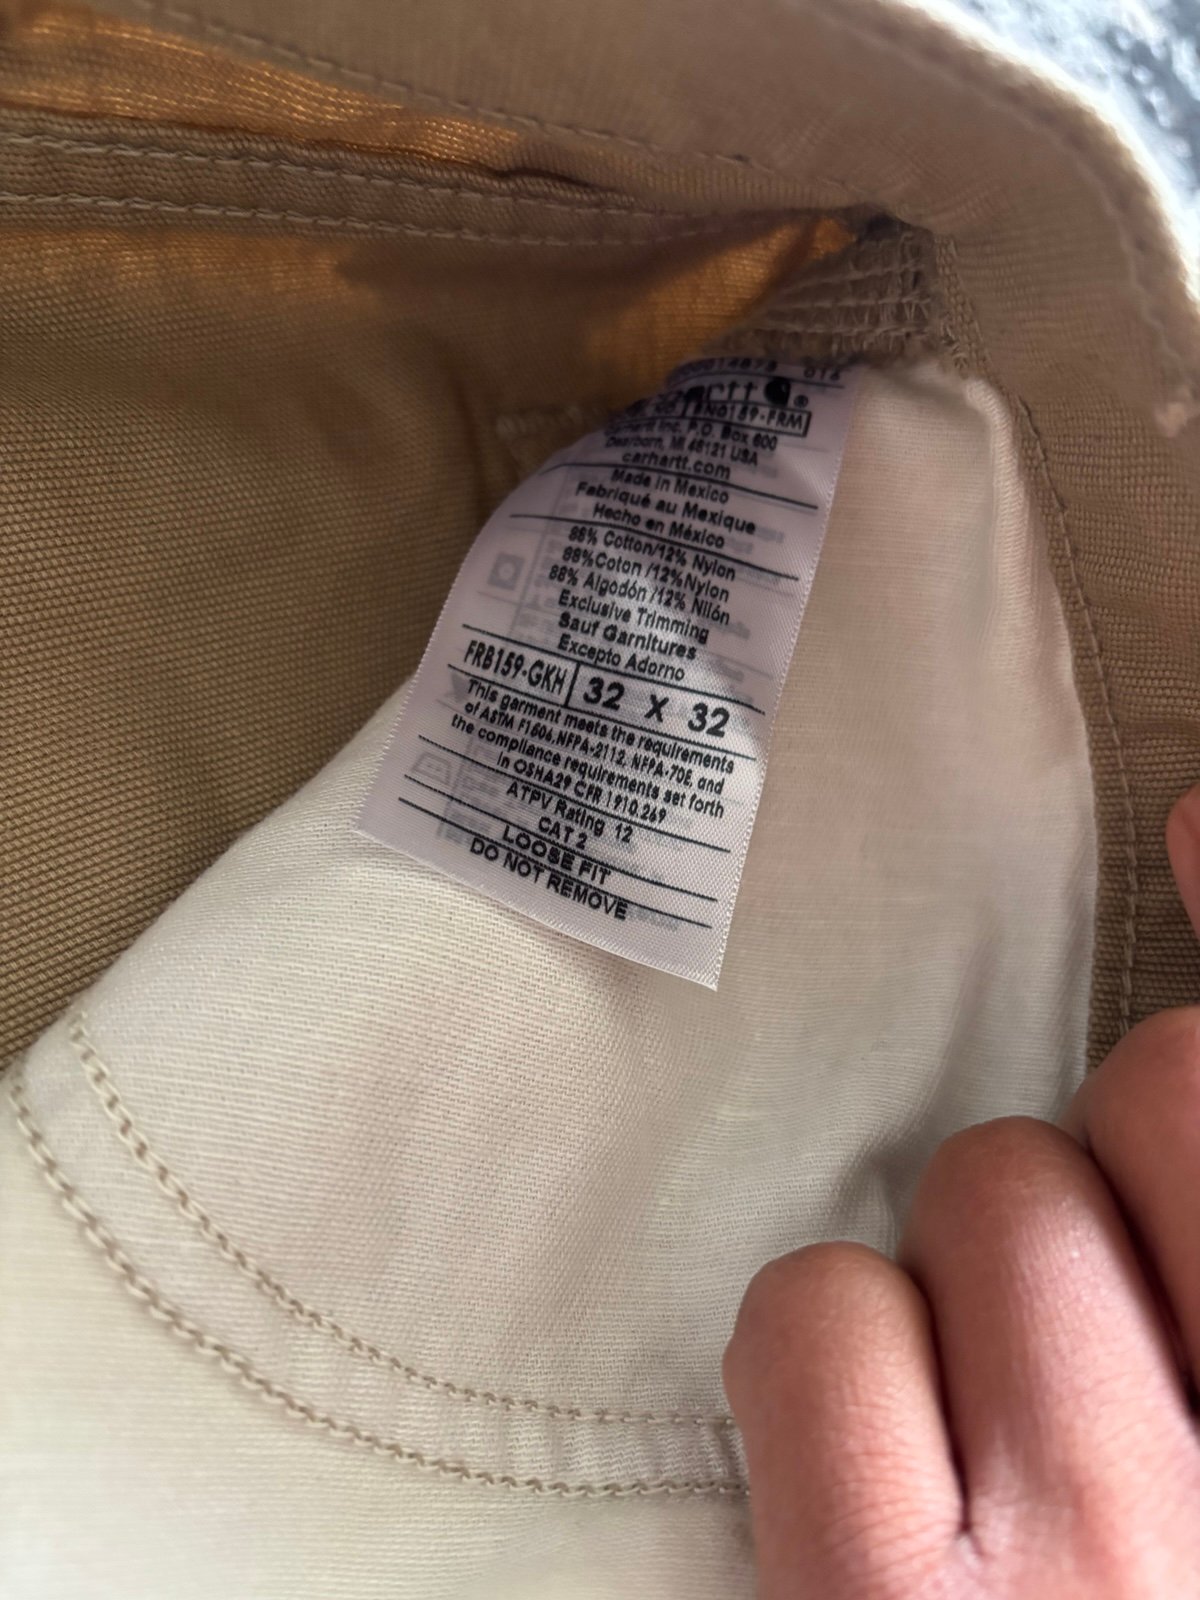 RN0159-FRM
Carhartt Inc. P.O. Box 600
Dearborn, MI 48121 USA
carhartt.com
Made in Mexico
Fabriqué au Mexique
Hecho en México
88% Cotton/12% Nylon
88%Coton /12%Nylon
88% Algodón /12% Nilón
Exclusive Trimming
Sauf Garnitures
Excepto Adorno
FRB159-GKH 32 X 32
This garment meets the requirements
of ASTM F1506, NFPA-2112, NFPA-70E, and
the compliance requirements set forth
in OSHA29 CFR 1910.269
ATPV Rating 12
CAT 2
LOOSE FIT
DO NOT REMOVE